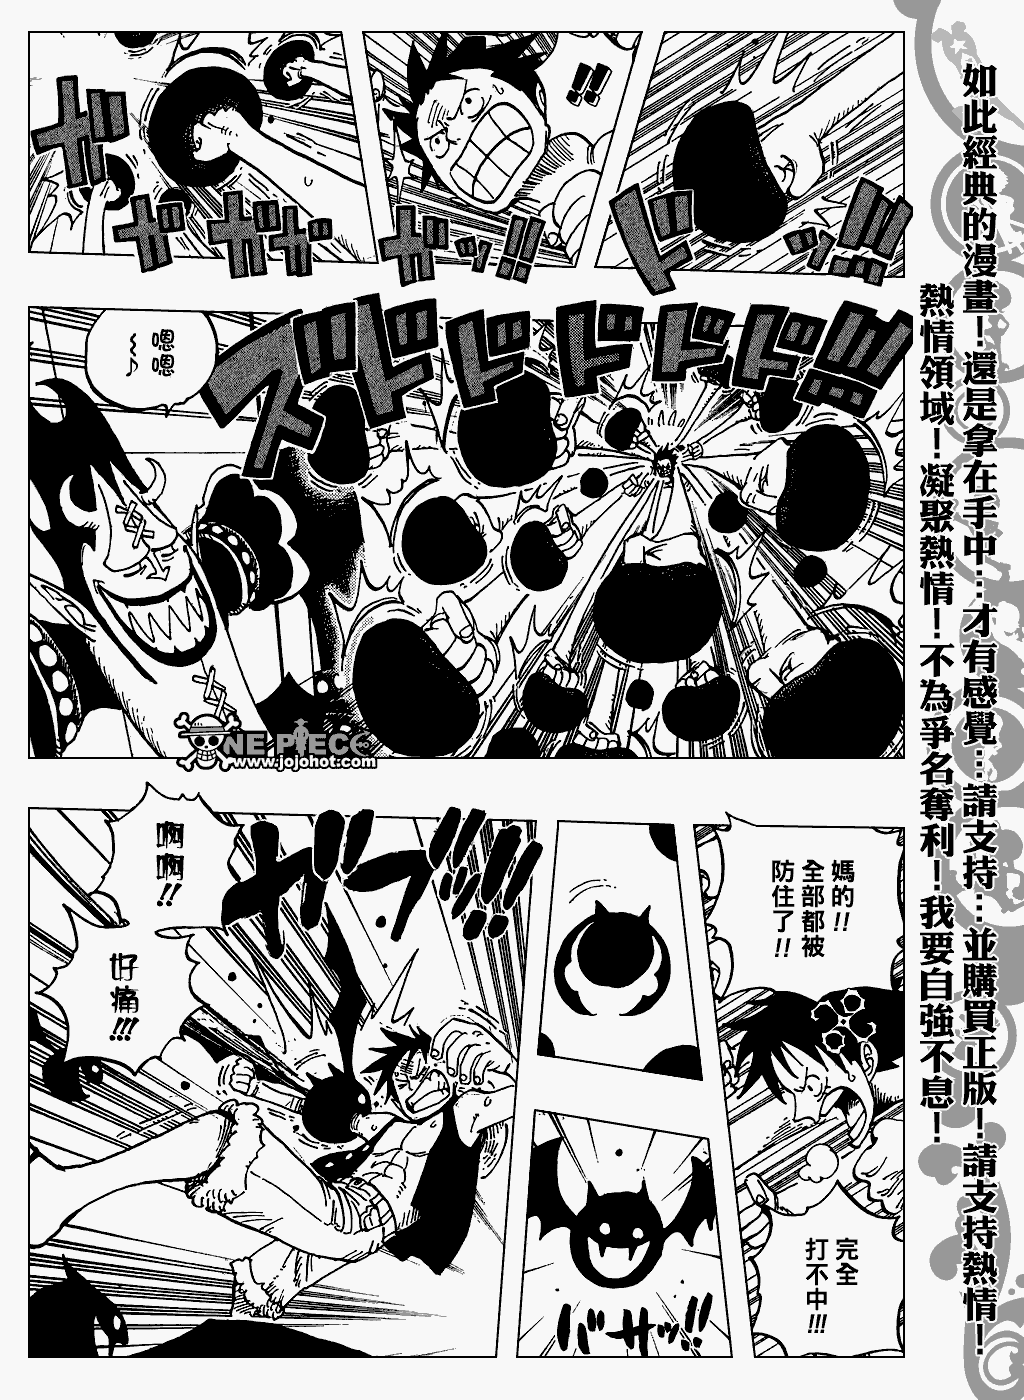 如此經典的漫畫！還是拿在手中…才有感覺…請支持…並購買正版！請支持熱情！
熱情領域！凝聚熱情！不為爭名奪利！我要自強不息！
ドドッ!!!
ガガッ!!
!!
ガガガガガ
嗯嗯
～♪
ズドドドドドド!!!
ONE PIECE
www.jojohot.com
媽的!!
全部都被
防住了!!
完全
打不中!!!
バサッ!!
ガブ!!!!
啊
啊!!
好
痛!!!